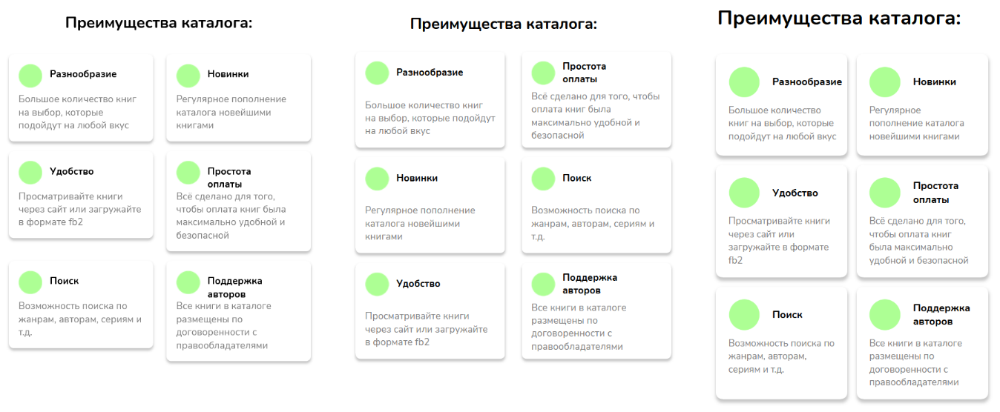 Преимущества каталога:
Разнообразие
Большое количество книг
на выбор, которые
подойдут на любой вкус
Новинки
Регулярное пополнение
каталога новейшими
книгами
Удобство
Просматривайте книги
через сайт или загружайте
в формате fb2
Простота
оплаты
Всё сделано для того,
чтобы оплата книг была
максимально удобной и
безопасной
Поиск
Возможность поиска по
жанрам, авторам, сериям и
т.д.
Поддержка
авторов
Все книги в каталоге
размещены по
договоренности с
правообладателями
Преимущества каталога:
Разнообразие
Большое количество книг
на выбор, которые подойдут
на любой вкус
Простота
оплаты
Всё сделано для того, чтобы
оплата книг была
максимально удобной и
безопасной
Новинки
Регулярное пополнение
каталога новейшими
книгами
Поиск
Возможность поиска по
жанрам, авторам, сериям и
т.д.
Удобство
Просматривайте книги
через сайт или загружайте
в формате fb2
Поддержка
авторов
Все книги в каталоге
размещены по
договоренности с
правообладателями
Преимущества каталога:
Разнообразие
Большое количество
книг на выбор, которые
подойдут на любой вкус
Новинки
Регулярное
пополнение каталога
новейшими книгами
Удобство
Просматривайте книги
через сайт или
загружайте в формате
fb2
Простота
оплаты
Всё сделано для того,
чтобы оплата книг
была максимально
удобной и безопасной
Поиск
Возможность поиска по
жанрам, авторам,
сериям и т.д.
Поддержка
авторов
Все книги в каталоге
размещены по
договоренности с
правообладателями